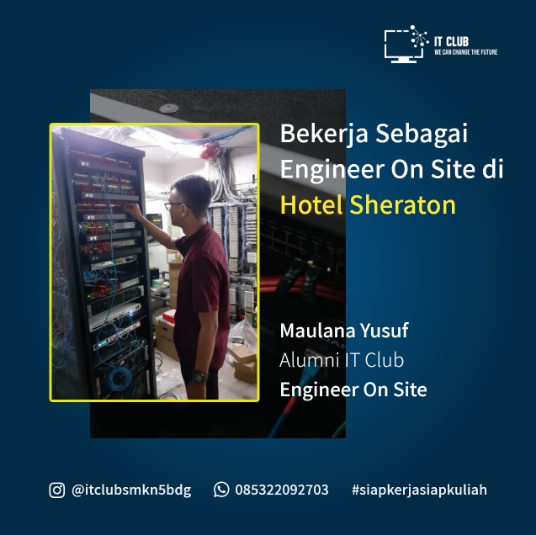 IT CLUB
WE CAN CHANGE THE FUTURE
Bekerja Sebagai
Engineer On Site di
Hotel Sheraton
Maulana Yusuf
Alumni IT Club
Engineer On Site
@itclubsmkn5bdg 085322092703 #siapkerjasiapkuliah